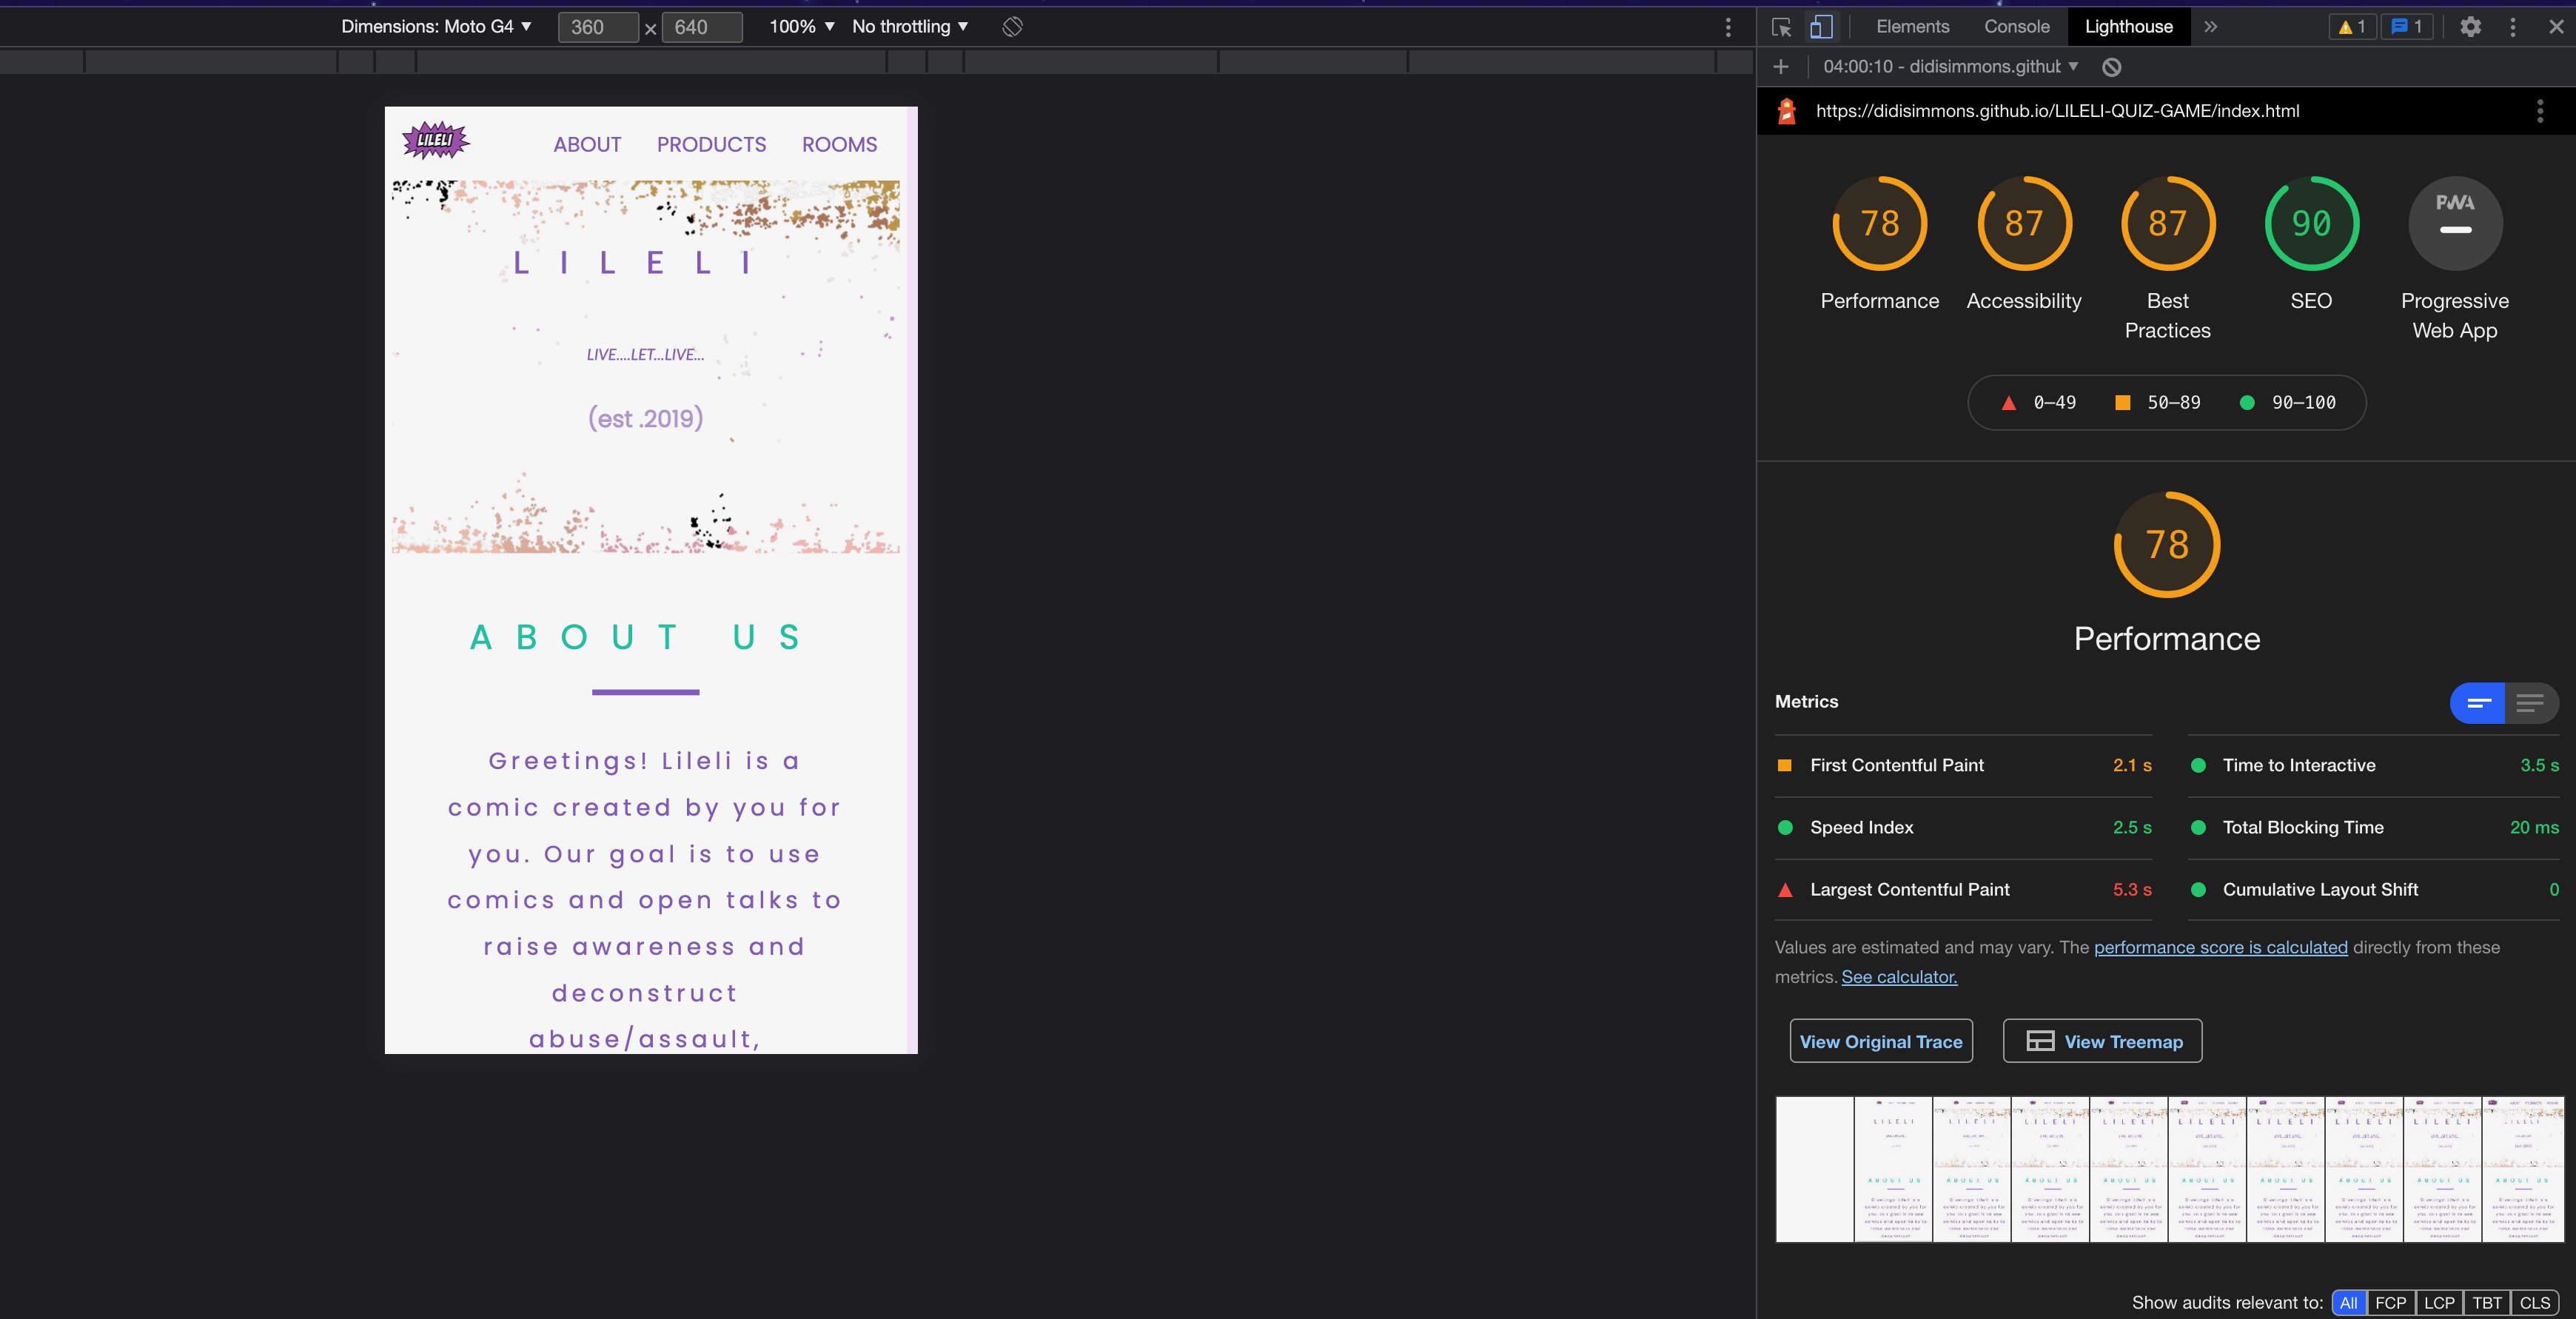 Dimensions: Moto G4 ▼ 360 × 640 100% ▼ No throttling ▼
Elements Console Lighthouse » 1 1
04:00:10 - didisimmons.githut ▼
https://didisimmons.github.io/LILELI-QUIZ-GAME/index.html
LILELI ABOUT PRODUCTS ROOMS
LILELI
LIVE....LET...LIVE...
(est .2019)
ABOUT US
Greetings! Lileli is a
comic created by you for
you. Our goal is to use
comics and open talks to
raise awareness and
deconstruct
abuse/assault,
78 87 87 90 PWA
Performance Accessibility Best Practices SEO Progressive Web App
0–49 50–89 90–100
78
Performance
Metrics
First Contentful Paint 2.1 s
Time to Interactive 3.5 s
Speed Index 2.5 s
Total Blocking Time 20 ms
Largest Contentful Paint 5.3 s
Cumulative Layout Shift 0
Values are estimated and may vary. The performance score is calculated directly from these
metrics. See calculator.
View Original Trace View Treemap
Show audits relevant to: All FCP LCP TBT CLS